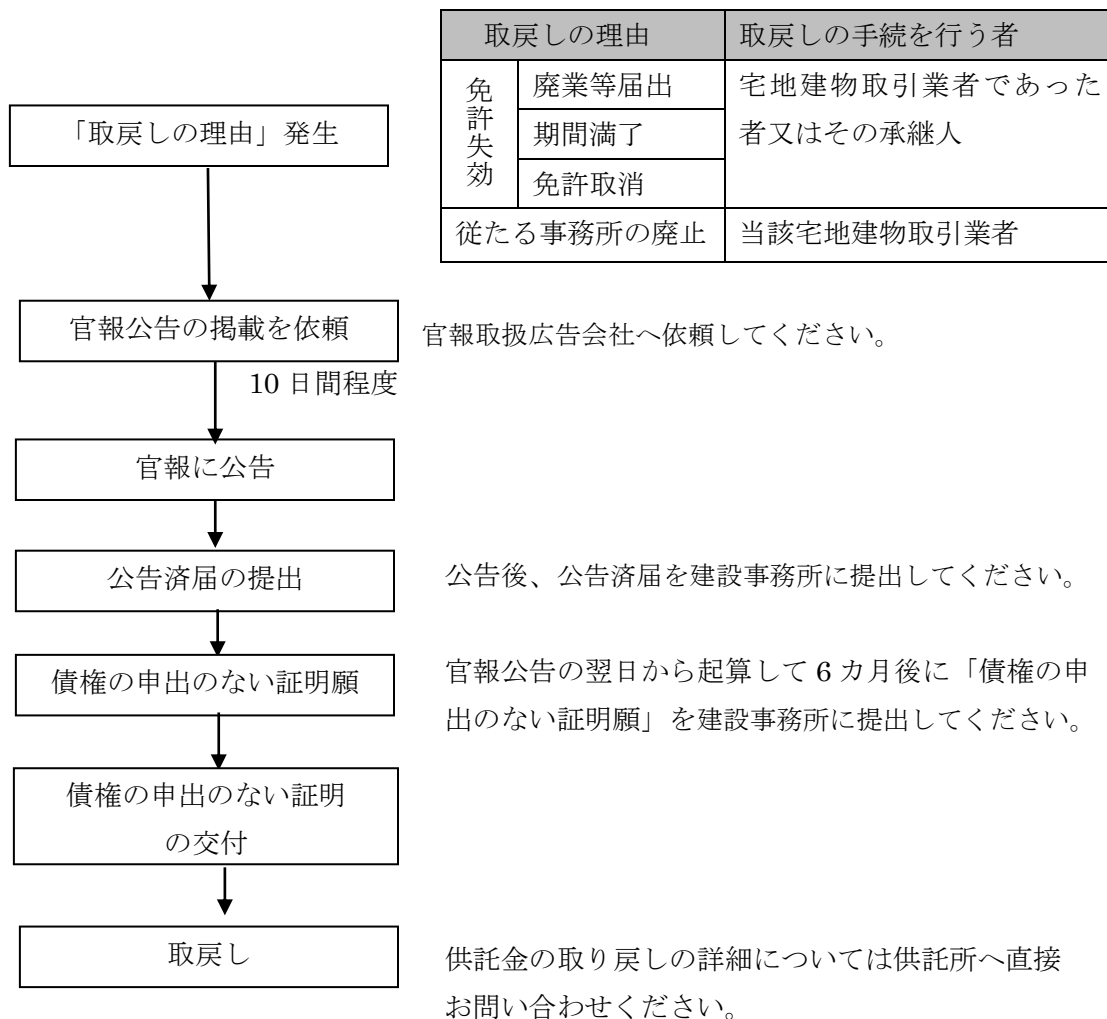 取戻しの理由 取戻しの手続を行う者
免許失効
廃業等届出
期間満了
免許取消
宅地建物取引業者であった
者又はその承継人
従たる事務所の廃止 当該宅地建物取引業者
「取戻しの理由」発生
官報公告の掲載を依頼
官報取扱広告会社へ依頼してください。
10 日間程度
官報に公告
公告済届の提出
公告後、公告済届を建設事務所に提出してください。
債権の申出のない証明願
官報公告の翌日から起算して 6 カ月後に「債権の申
出のない証明願」を建設事務所に提出してください。
債権の申出のない証明
の交付
取戻し
供託金の取り戻しの詳細については供託所へ直接
お問い合わせください。